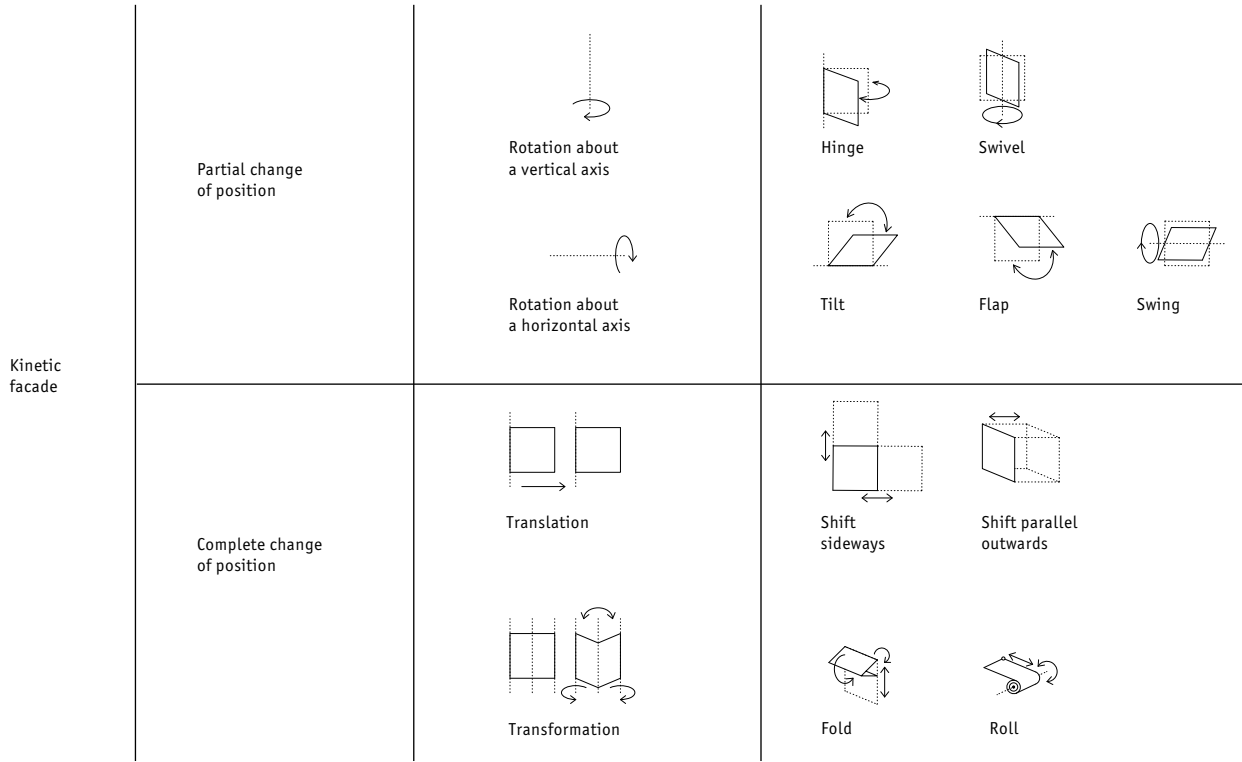 Kinetic
facade
Partial change
of position
Rotation about
a vertical axis
Hinge
Swivel
Rotation about
a horizontal axis
Tilt
Flap
Swing
Complete change
of position
Translation
Shift
sideways
Shift parallel
outwards
Transformation
Fold
Roll